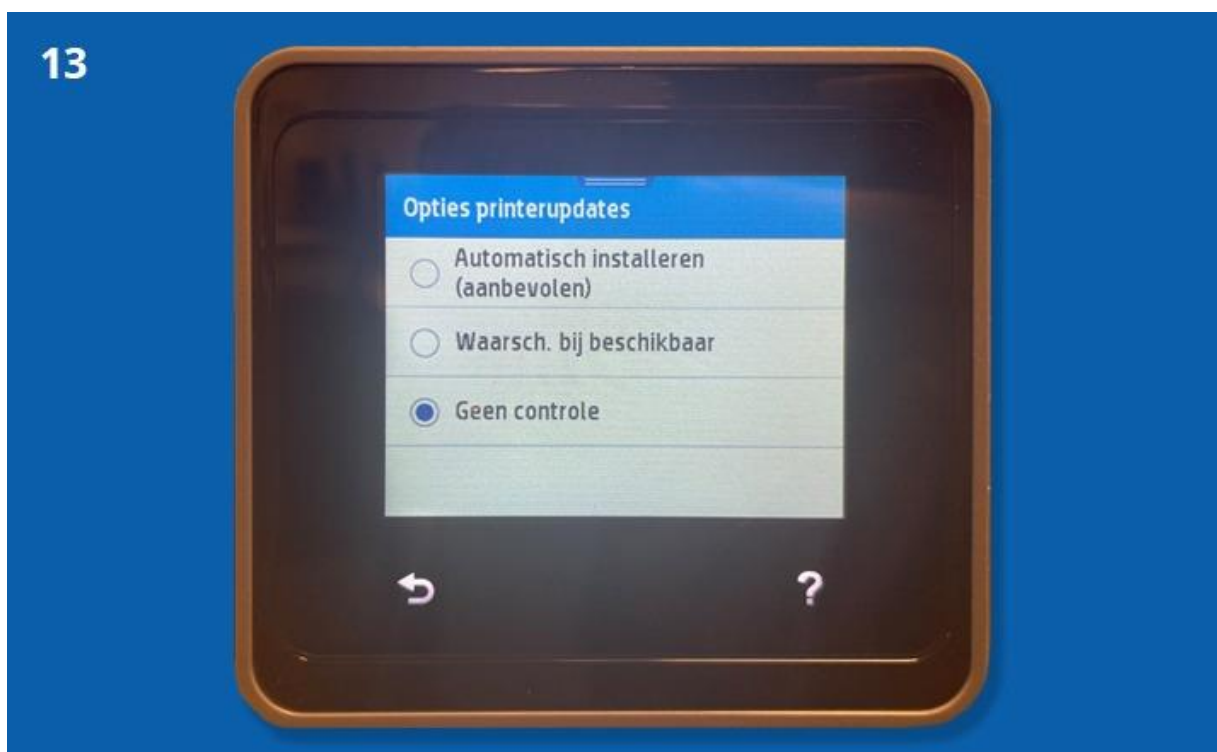 13
Opties printerupdates
Automatisch installeren
(aanbevolen)
Waarsch. bij beschikbaar
Geen controle
?